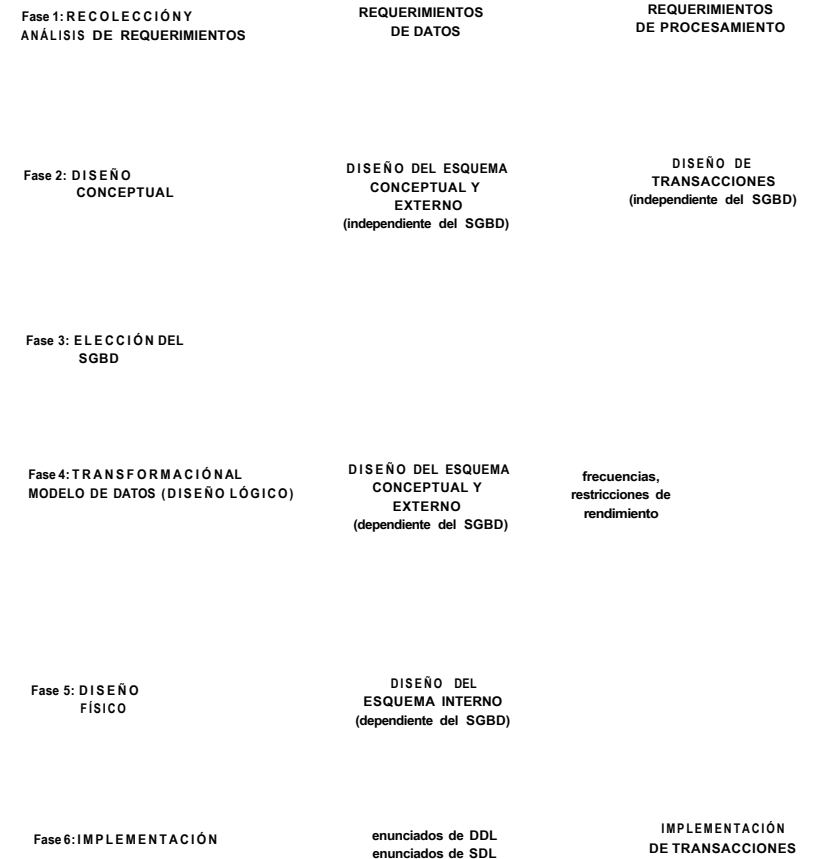 Fase 1: RECOLECCIÓN Y
ANÁLISIS DE REQUERIMIENTOS
REQUERIMIENTOS
DE DATOS
REQUERIMIENTOS
DE PROCESAMIENTO
Fase 2: DISEÑO
CONCEPTUAL
DISEÑO DEL ESQUEMA
CONCEPTUAL Y
EXTERNO
(independiente del SGBD)
DISEÑO DE
TRANSACCIONES
(independiente del SGBD)
Fase 3: ELECCIÓN DEL
SGBD
Fase 4: TRANSFORMACIÓN AL
MODELO DE DATOS (DISEÑO LÓGICO)
DISEÑO DEL ESQUEMA
CONCEPTUAL Y
EXTERNO
(dependiente del SGBD)
frecuencias,
restricciones de
rendimiento
Fase 5: DISEÑO
FÍSICO
DISEÑO DEL
ESQUEMA INTERNO
(dependiente del SGBD)
Fase 6: IMPLEMENTACIÓN
enunciados de DDL
enunciados de SDL
IMPLEMENTACIÓN
DE TRANSACCIONES